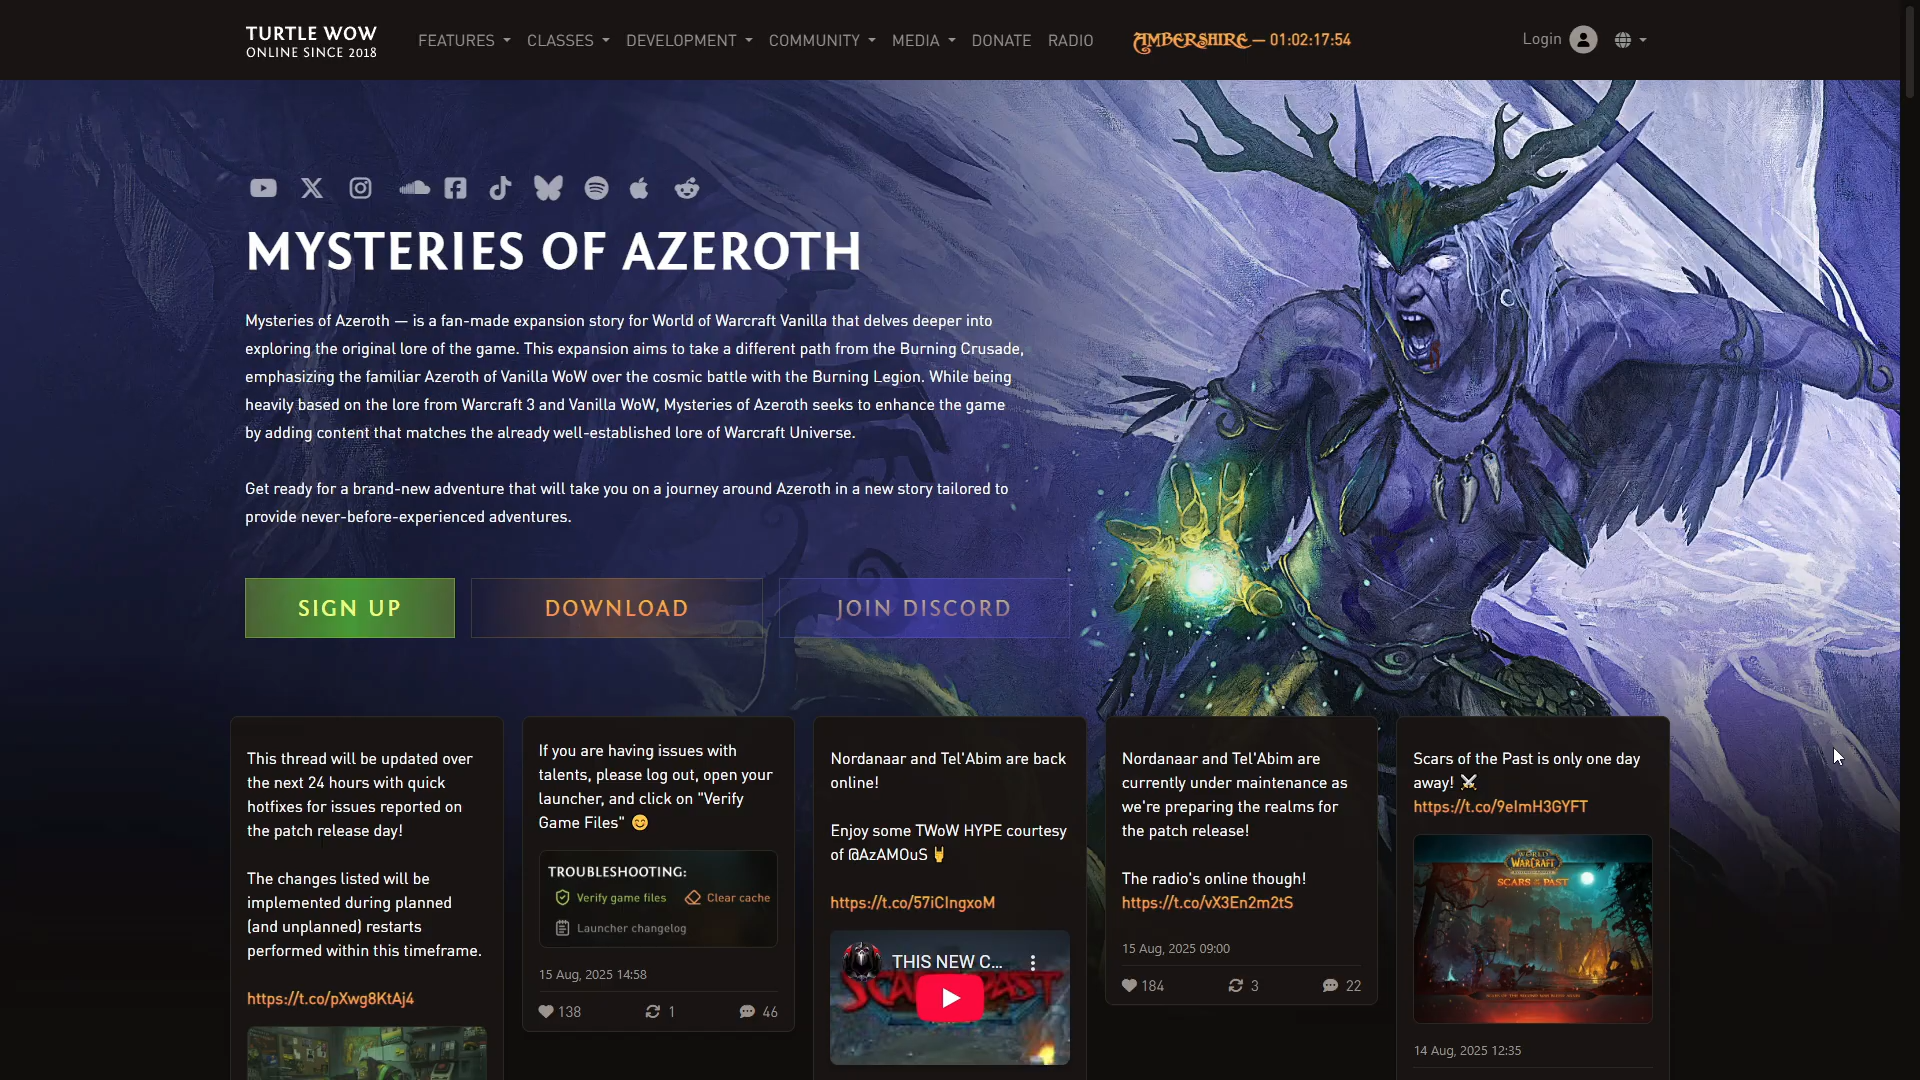 TURTLE WOW
ONLINE SINCE 2018
FEATURES
CLASSES
DEVELOPMENT
COMMUNITY
MEDIA
DONATE
RADIO
AMBERSHIRE — 01:02:17:54
Login
MYSTERIES OF AZEROTH
Mysteries of Azeroth — is a fan-made expansion story for World of Warcraft Vanilla that delves deeper into
exploring the original lore of the game. This expansion aims to take a different path from the Burning Crusade,
emphasizing the familiar Azeroth of Vanilla WoW over the cosmic battle with the Burning Legion. While being
heavily based on the lore from Warcraft 3 and Vanilla WoW, Mysteries of Azeroth seeks to enhance the game
by adding content that matches the already well-established lore of Warcraft Universe.
Get ready for a brand-new adventure that will take you on a journey around Azeroth in a new story tailored to
provide never-before-experienced adventures.
SIGN UP
DOWNLOAD
JOIN DISCORD
This thread will be updated over
the next 24 hours with quick
hotfixes for issues reported on
the patch release day!
The changes listed will be
implemented during planned
(and unplanned) restarts
performed within this timeframe.
https://t.co/pXwg8KtAj4
If you are having issues with
talents, please log out, open your
launcher, and click on "Verify
Game Files" 😊
TROUBLESHOOTING:
Verify game files
Clear cache
Launcher changelog
15 Aug, 2025 14:58
138
1
46
Nordanaar and Tel'Abim are back
online!
Enjoy some TWoW HYPE courtesy
of @AzAMOuS 🤘
https://t.co/57iCIngxoM
THIS NEW C...
Nordanaar and Tel'Abim are
currently under maintenance as
we're preparing the realms for
the patch release!
The radio's online though!
https://t.co/vX3En2m2tS
15 Aug, 2025 09:00
184
3
22
Scars of the Past is only one day
away! ⚔️
https://t.co/9eImH3GYFT
WORLD
WARCRAFT
SCARS OF THE PAST
14 Aug, 2025 12:35